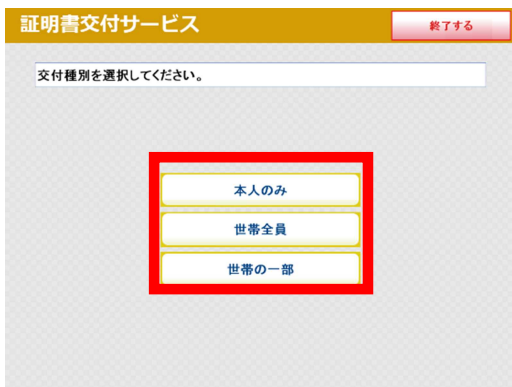 証明書交付サービス
終了する
交付種別を選択してください。
本人のみ
世帯全員
世帯の一部